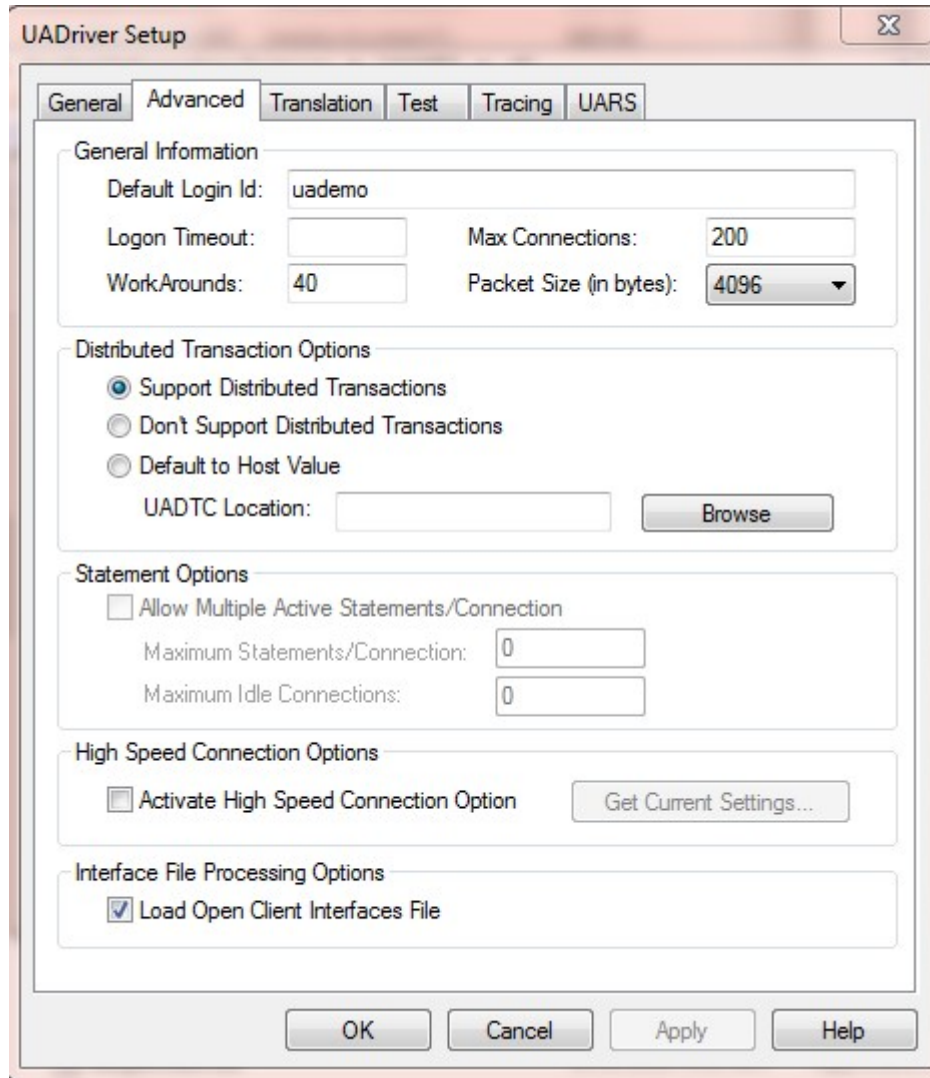 UADriver Setup
General Advanced Translation Test Tracing UARS
General Information
Default Login Id: uademo
Logon Timeout: Max Connections: 200
WorkArounds: 40 Packet Size (in bytes): 4096
Distributed Transaction Options
Support Distributed Transactions
Don't Support Distributed Transactions
Default to Host Value
UADTC Location: Browse
Statement Options
Allow Multiple Active Statements/Connection
Maximum Statements/Connection: 0
Maximum Idle Connections: 0
High Speed Connection Options
Activate High Speed Connection Option Get Current Settings...
Interface File Processing Options
Load Open Client Interfaces File
OK Cancel Apply Help